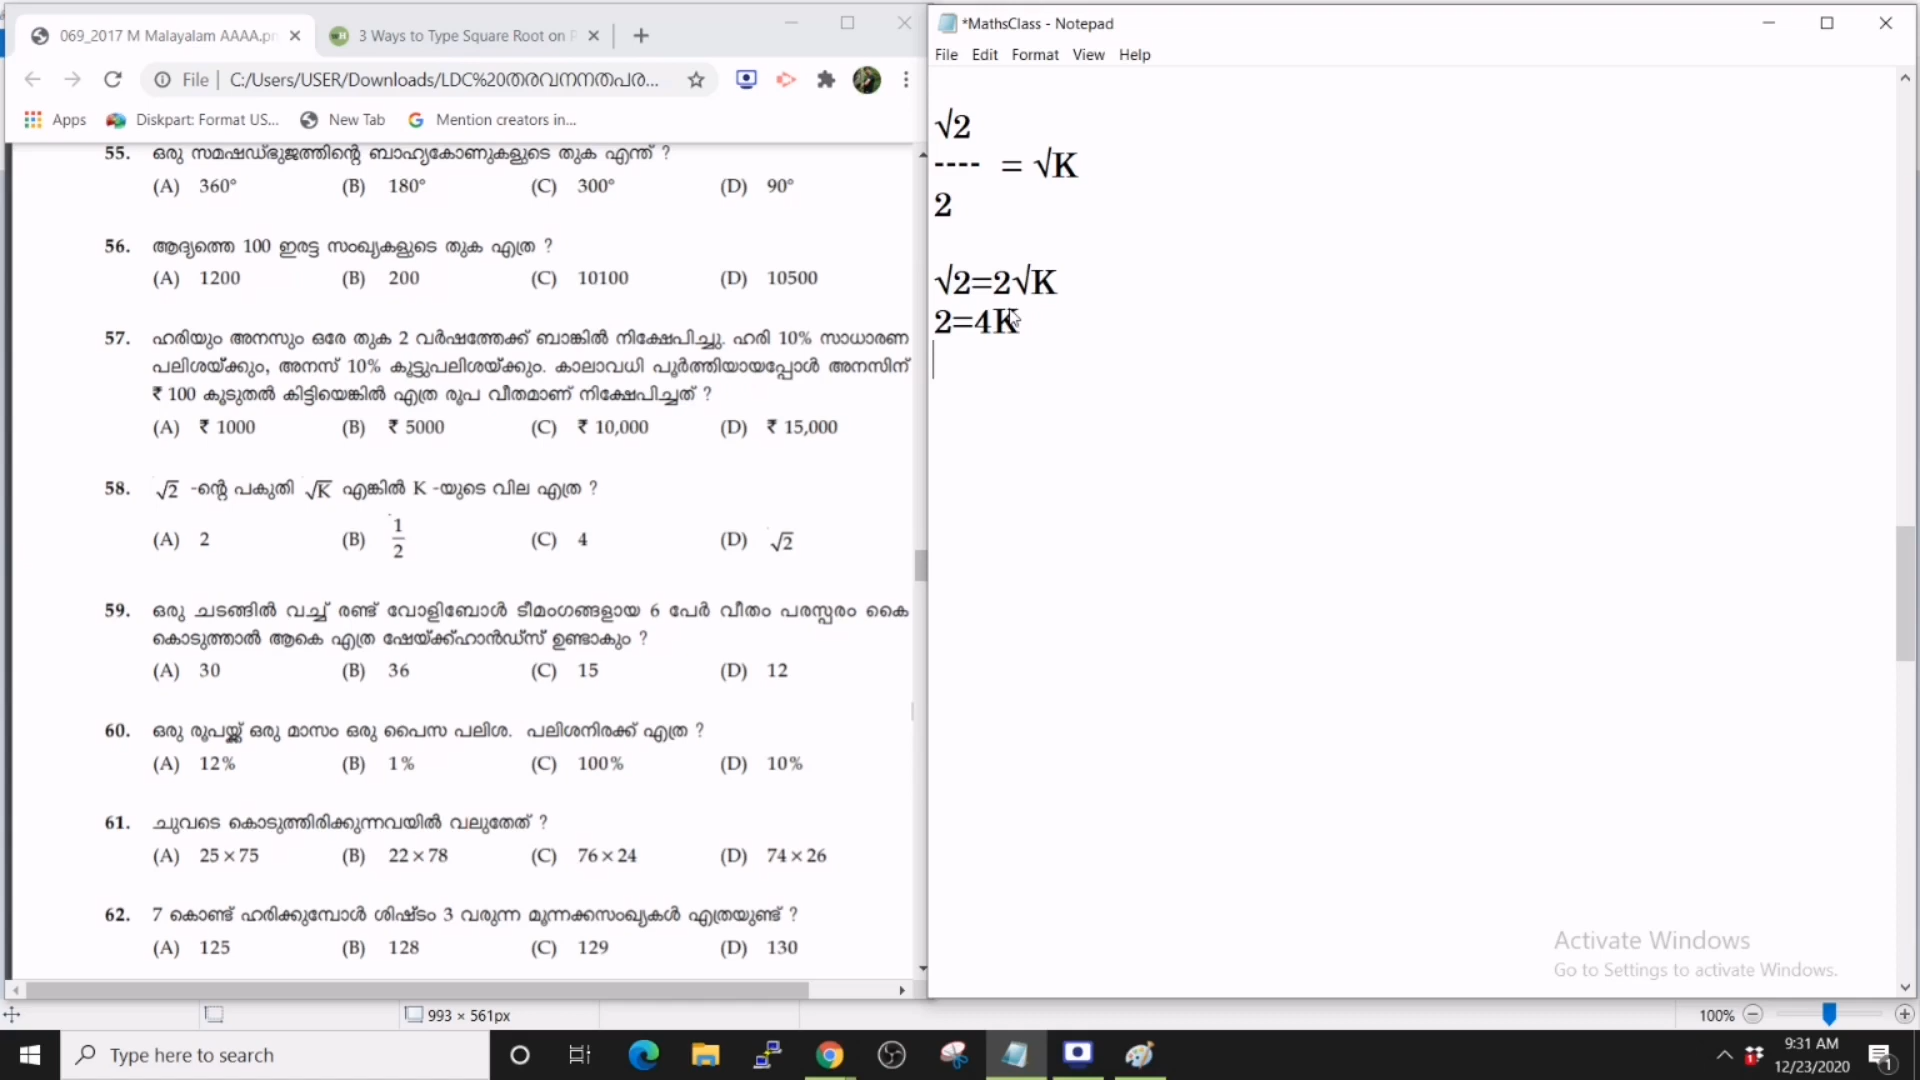 069_2017 M Malayalam AAAA.pn
3 Ways to Type Square Root on P
File
C:/Users/USER/Downloads/LDC%20തരവനനതപര...
Apps
Diskpart: Format US...
New Tab
Mention creators in...
55. ഒരു സമഷഡ്ഭുജത്തിന്റെ ബാഹ്യകോണുകളുടെ തുക എന്ത് ?
(A) 360° (B) 180° (C) 300° (D) 90°
56. ആദ്യത്തെ 100 ഇരട്ട സംഖ്യകളുടെ തുക എത്ര ?
(A) 1200 (B) 200 (C) 10100 (D) 10500
57. ഹരിയും അനസും ഒരേ തുക 2 വർഷത്തേക്ക് ബാങ്കിൽ നിക്ഷേപിച്ചു. ഹരി 10% സാധാരണ
പലിശയ്ക്കും, അനസ് 10% കൂട്ടുപലിശയ്ക്കും. കാലാവധി പൂർത്തിയായപ്പോൾ അനസിന്
₹ 100 കൂടുതൽ കിട്ടിയെങ്കിൽ എത്ര രൂപ വീതമാണ് നിക്ഷേപിച്ചത് ?
(A) ₹ 1000 (B) ₹ 5000 (C) ₹ 10,000 (D) ₹ 15,000
58. √2 -ന്റെ പകുതി √K എങ്കിൽ K -യുടെ വില എത്ര ?
(A) 2 (B) 1/2 (C) 4 (D) √2
59. ഒരു ചടങ്ങിൽ വച്ച് രണ്ട് വോളിബോൾ ടീമംഗങ്ങളായ 6 പേർ വീതം പരസ്പരം കൈ
കൊടുത്താൽ ആകെ എത്ര ഷേയ്ക്ക്ഹാൻഡ്സ് ഉണ്ടാകും ?
(A) 30 (B) 36 (C) 15 (D) 12
60. ഒരു രൂപയ്ക്ക് ഒരു മാസം ഒരു പൈസ പലിശ. പലിശനിരക്ക് എത്ര ?
(A) 12% (B) 1% (C) 100% (D) 10%
61. ചുവടെ കൊടുത്തിരിക്കുന്നവയിൽ വലുതേത് ?
(A) 25×75 (B) 22×78 (C) 76×24 (D) 74×26
62. 7 കൊണ്ട് ഹരിക്കുമ്പോൾ ശിഷ്ടം 3 വരുന്ന മൂന്നക്കസംഖ്യകൾ എത്രയുണ്ട് ?
(A) 125 (B) 128 (C) 129 (D) 130
*MathsClass - Notepad
File Edit Format View Help
√2
---- = √K
2
√2=2√K
2=4K
Activate Windows
Go to Settings to activate Windows.
993 × 561px
100%
Type here to search
9:31 AM
12/23/2020
1